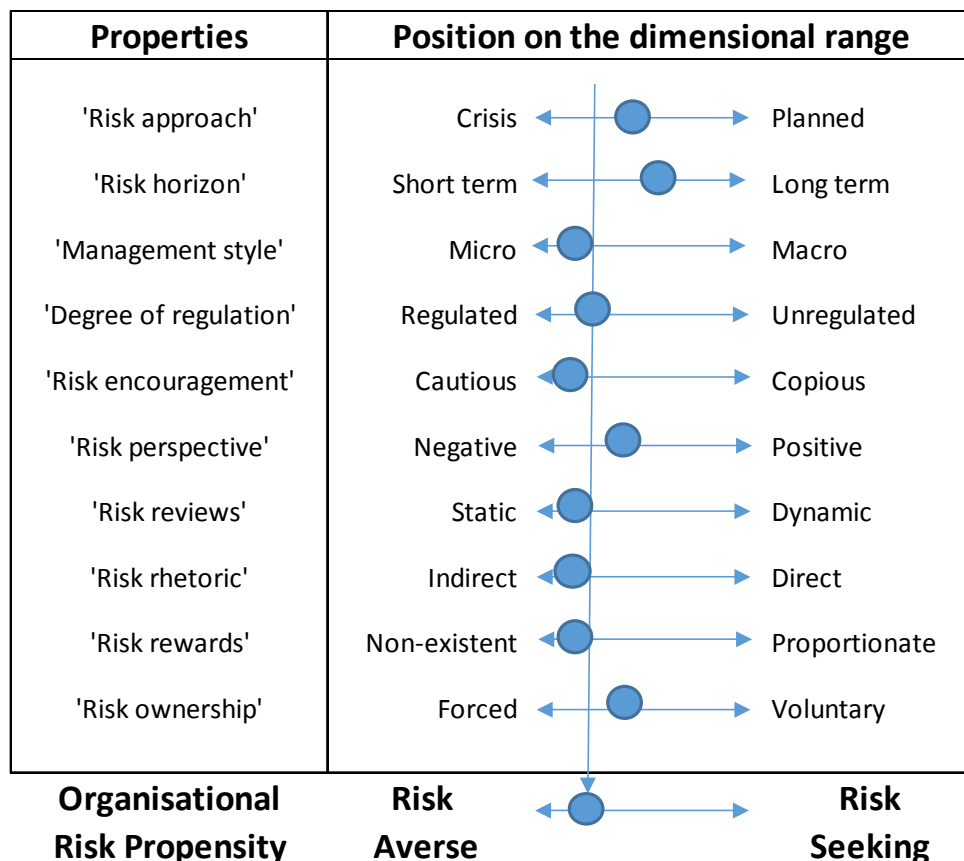 Properties Position on the dimensional range
'Risk approach' Crisis Planned
'Risk horizon' Short term Long term
'Management style' Micro Macro
'Degree of regulation' Regulated Unregulated
'Risk encouragement' Cautious Copious
'Risk perspective' Negative Positive
'Risk reviews' Static Dynamic
'Risk rhetoric' Indirect Direct
'Risk rewards' Non-existent Proportionate
'Risk ownership' Forced Voluntary
Organisational Risk Risk
Risk Propensity Averse Seeking